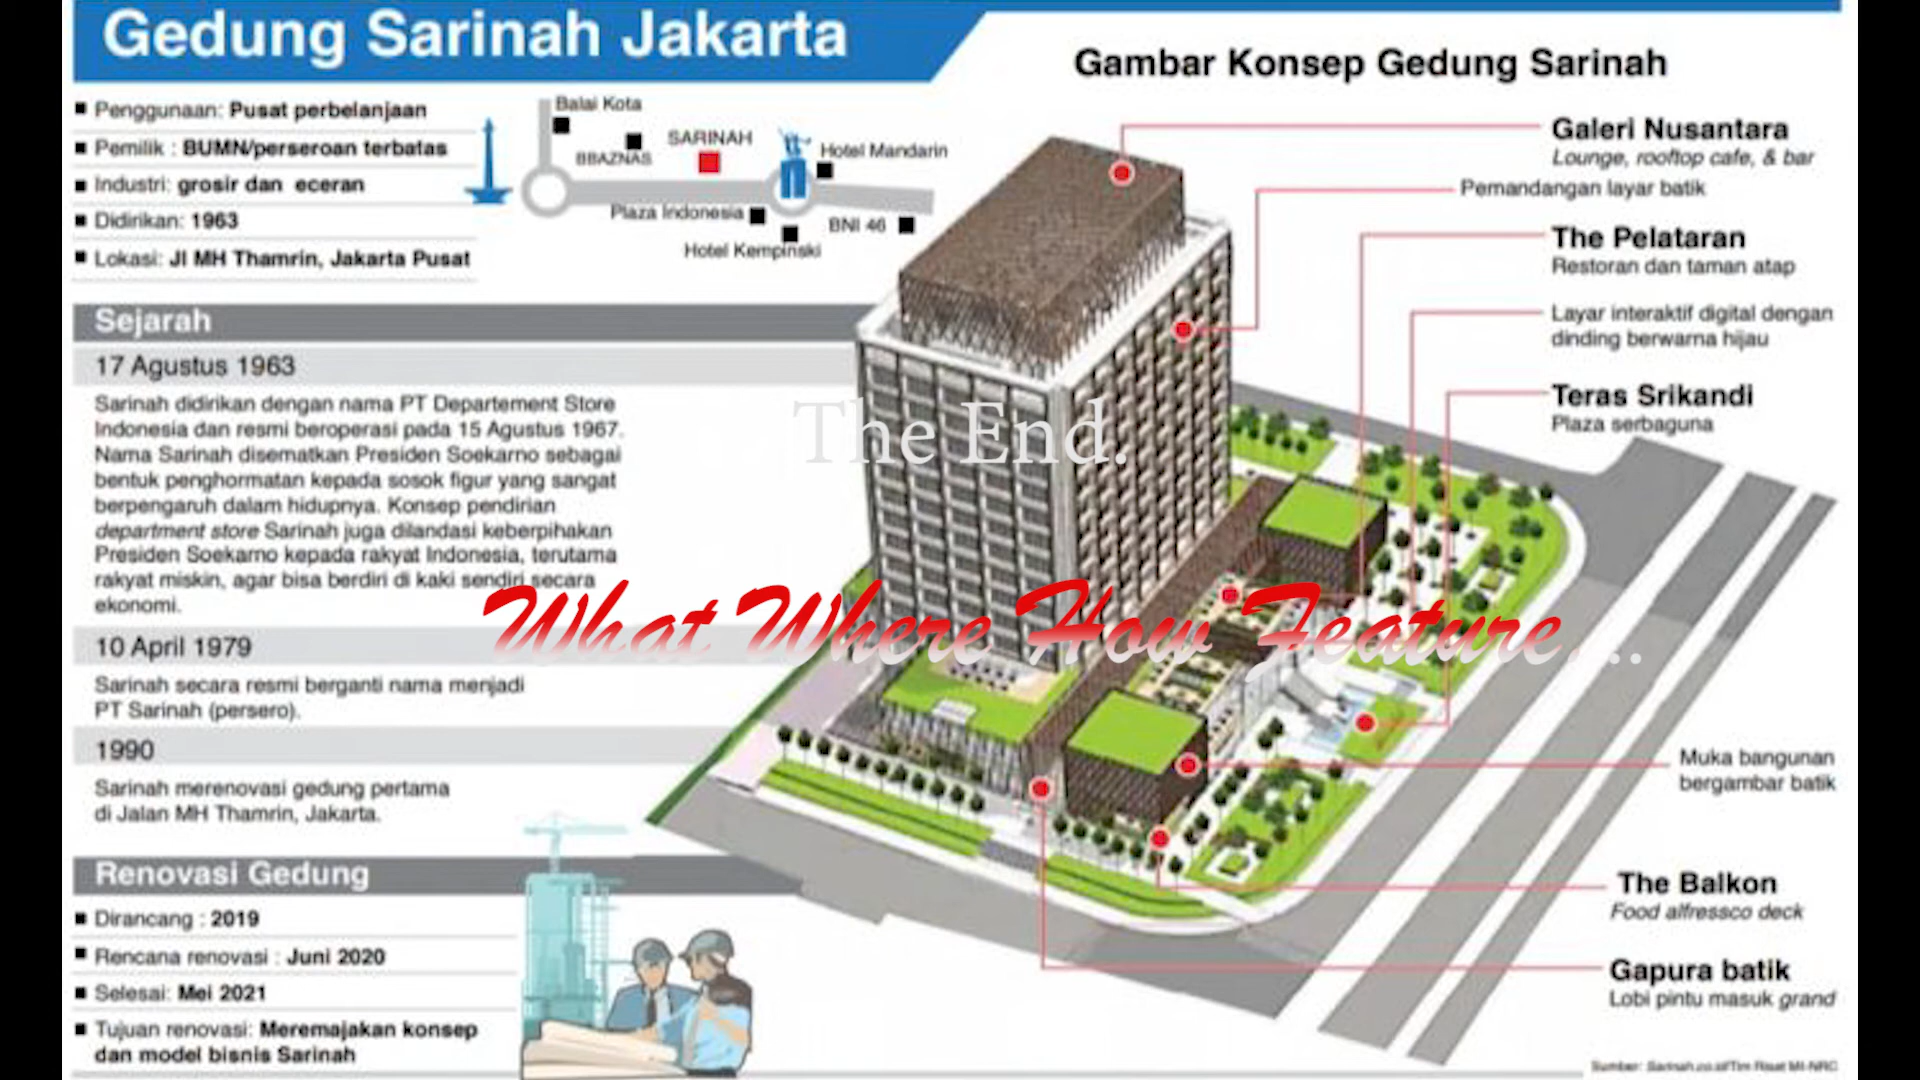 Gedung Sarinah Jakarta
Gambar Konsep Gedung Sarinah
■ Penggunaan: Pusat perbelanjaan
■ Pemilik : BUMN/perseroan terbatas
■ Industri: grosir dan eceran
■ Didirikan: 1963
■ Lokasi: Jl MH Thamrin, Jakarta Pusat
Balai Kota
SARINAH
BBAZNAS
Hotel Mandarin
Plaza Indonesia
BNI 46
Hotel Kempinski
Sejarah
17 Agustus 1963
Sarinah didirikan dengan nama PT Departement Store
Indonesia dan resmi beroperasi pada 15 Agustus 1967.
Nama Sarinah disematkan Presiden Soekarno sebagai
bentuk penghormatan kepada sosok figur yang sangat
berpengaruh dalam hidupnya. Konsep pendirian
department store Sarinah juga dilandasi keberpihakan
Presiden Soekarno kepada rakyat Indonesia, terutama
rakyat miskin, agar bisa berdiri di kaki sendiri secara
ekonomi.
10 April 1979
Sarinah secara resmi berganti nama menjadi
PT Sarinah (persero).
1990
Sarinah merenovasi gedung pertama
di Jalan MH Thamrin, Jakarta.
Renovasi Gedung
■ Dirancang : 2019
■ Rencana renovasi : Juni 2020
■ Selesai: Mei 2021
■ Tujuan renovasi: Meremajakan konsep
dan model bisnis Sarinah
Galeri Nusantara
Lounge, rooftop cafe, & bar
Pemandangan layar batik
The Pelataran
Restoran dan taman atap
Layar interaktif digital dengan
dinding berwarna hijau
Teras Srikandi
Plaza serbaguna
Muka bangunan
bergambar batik
The Balkon
Food alfressco deck
Gapura batik
Lobi pintu masuk grand
The End.
What Where How Feature....